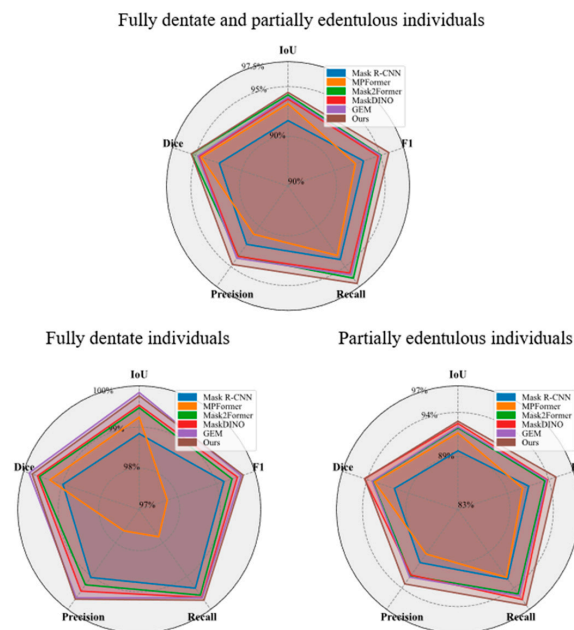 Fully dentate and partially edentulous individuals
IoU
97.5%
95%
90%
90%
Mask R-CNN
MPFormer
Mask2Former
MaskDINO
GEM
Ours
F1
Dice
Precision
Recall
Fully dentate individuals
IoU
100%
99%
98%
97%
Mask R-CNN
MPFormer
Mask2Former
MaskDINO
GEM
Ours
F1
Dice
Precision
Recall
Partially edentulous individuals
IoU
97%
94%
89%
83%
Mask R-CNN
MPFormer
Mask2Former
MaskDINO
GEM
Ours
F1
Precision
Recall